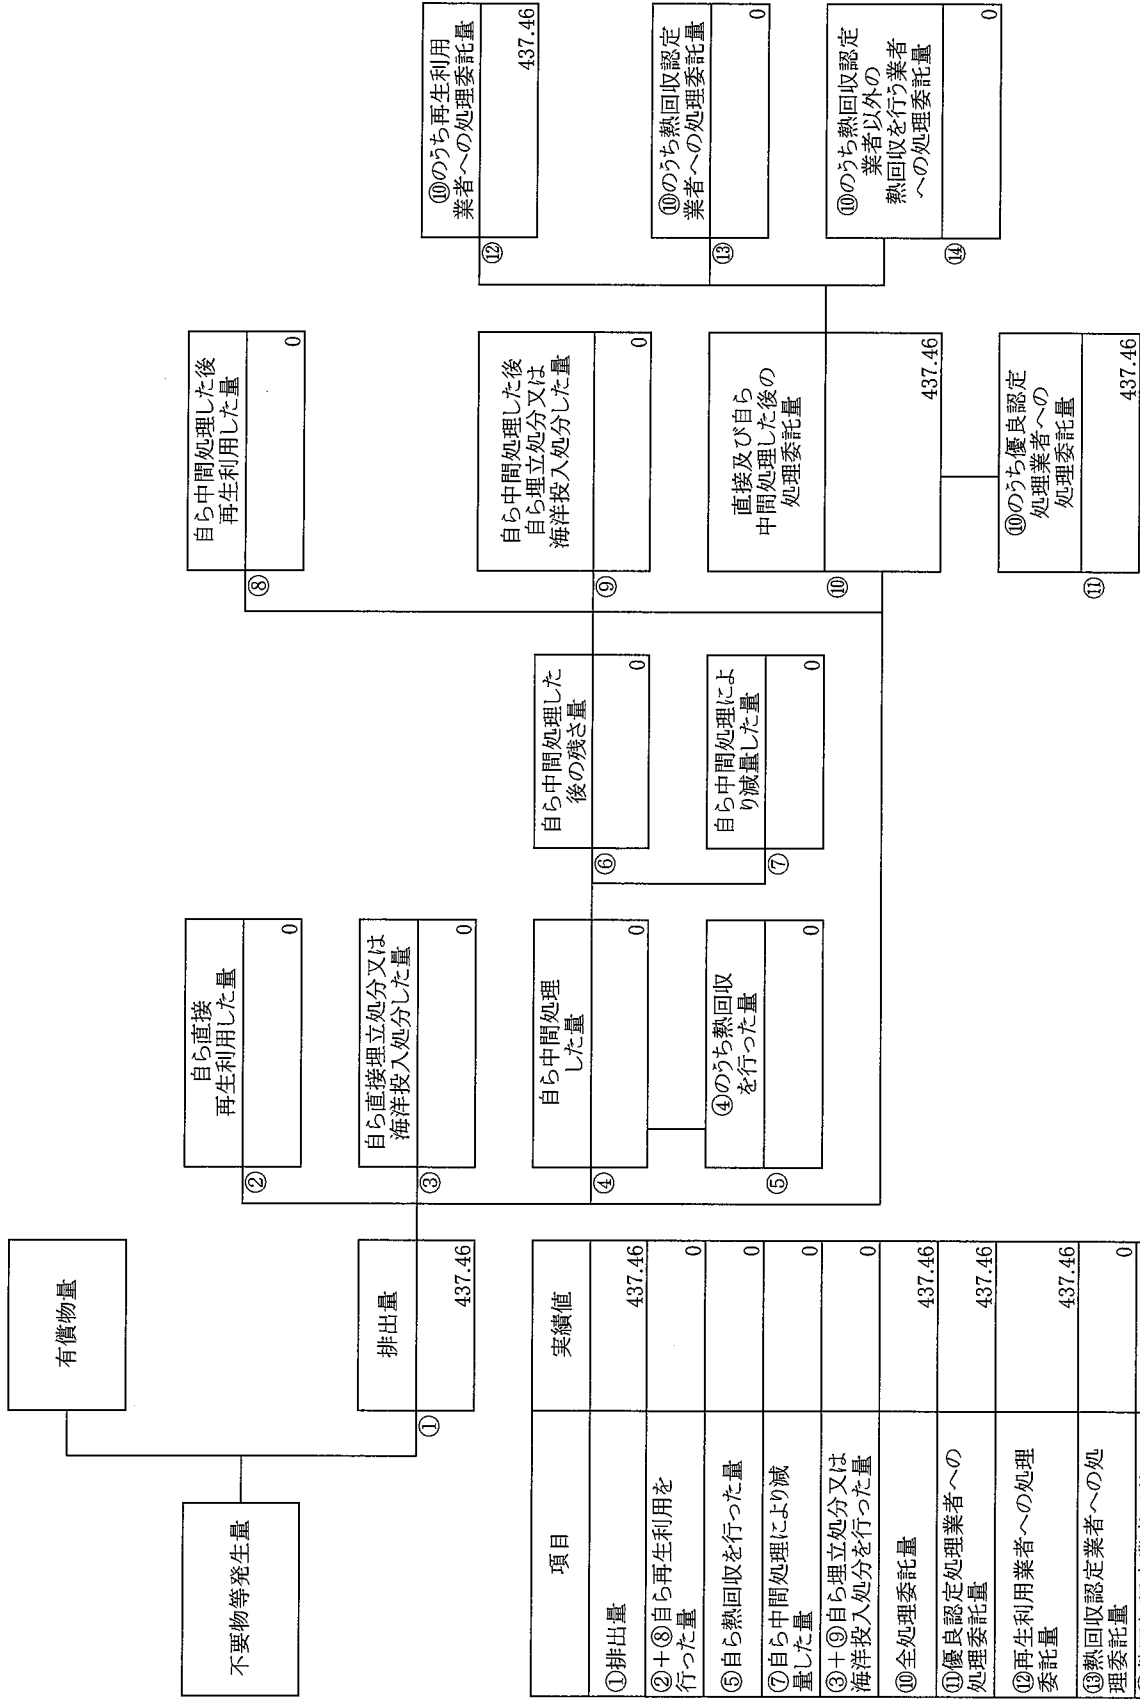 不要物等発生量
有償物量
排出量
①
437.46
自ら直接
再生利用した量
②
0
自ら直接埋立処分又は
海洋投入処分した量
③
0
自ら中間処理
した量
④
0
④のうち熱回収
を行った量
⑤
0
自ら中間処理した
後の残さ量
⑥
0
自ら中間処理によ
り減量した量
⑦
0
自ら中間処理した後
再生利用した量
⑧
0
自ら中間処理した後
自ら埋立処分又は
海洋投入処分した量
⑨
0
直接及び自ら
中間処理した後の
処理委託量
⑩
437.46
⑩のうち優良認定
処理業者への
処理委託量
⑪
437.46
⑩のうち再生利用
業者への処理委託量
⑫
437.46
⑩のうち熱回収認定
業者への処理委託量
⑬
0
⑩のうち熱回収認定
業者以外の
熱回収を行う業者
への処理委託量
⑭
0
項目
実績値
①排出量
437.46
②+⑧自ら再生利用を
行った量
0
⑤自ら熱回収を行った量
0
⑦自ら中間処理により減
量した量
0
③+⑨自ら埋立処分又は
海洋投入処分を行った量
0
⑩全処理委託量
437.46
⑪優良認定処理業者への
処理委託量
437.46
⑫再生利用業者への処理
委託量
437.46
⑬熱回収認定業者への処
理委託量
0